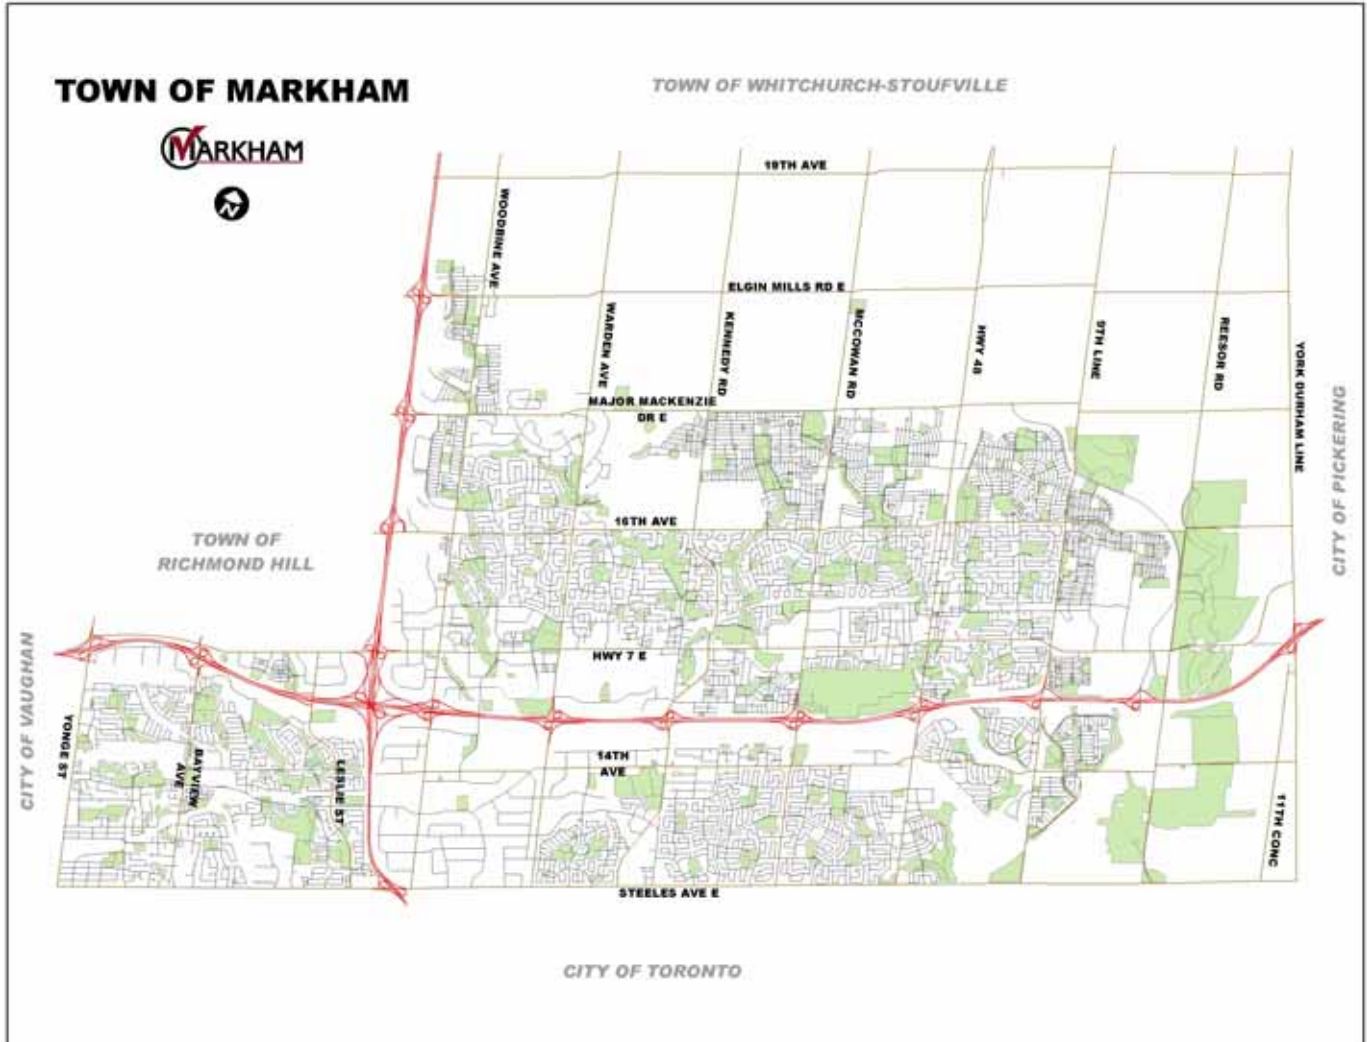 TOWN OF MARKHAM
TOWN OF WHITCHURCH-STOUFVILLE
MARKHAM
N
19TH AVE
WOODBINE AVE
ELGIN MILLS RD E
WARDEN AVE
KENNEDY RD
MCCOWAN RD
HWY 48
9TH LINE
REESOR RD
YORK DURHAM LINE
MAJOR MACKENZIE
DR E
CITY OF PICKERING
16TH AVE
TOWN OF
RICHMOND HILL
CITY OF VAUGHAN
HWY 7 E
YONGE ST
BAYVIEW
AVE
LESLIE ST
14TH
AVE
11TH CONC
STEELES AVE E
CITY OF TORONTO